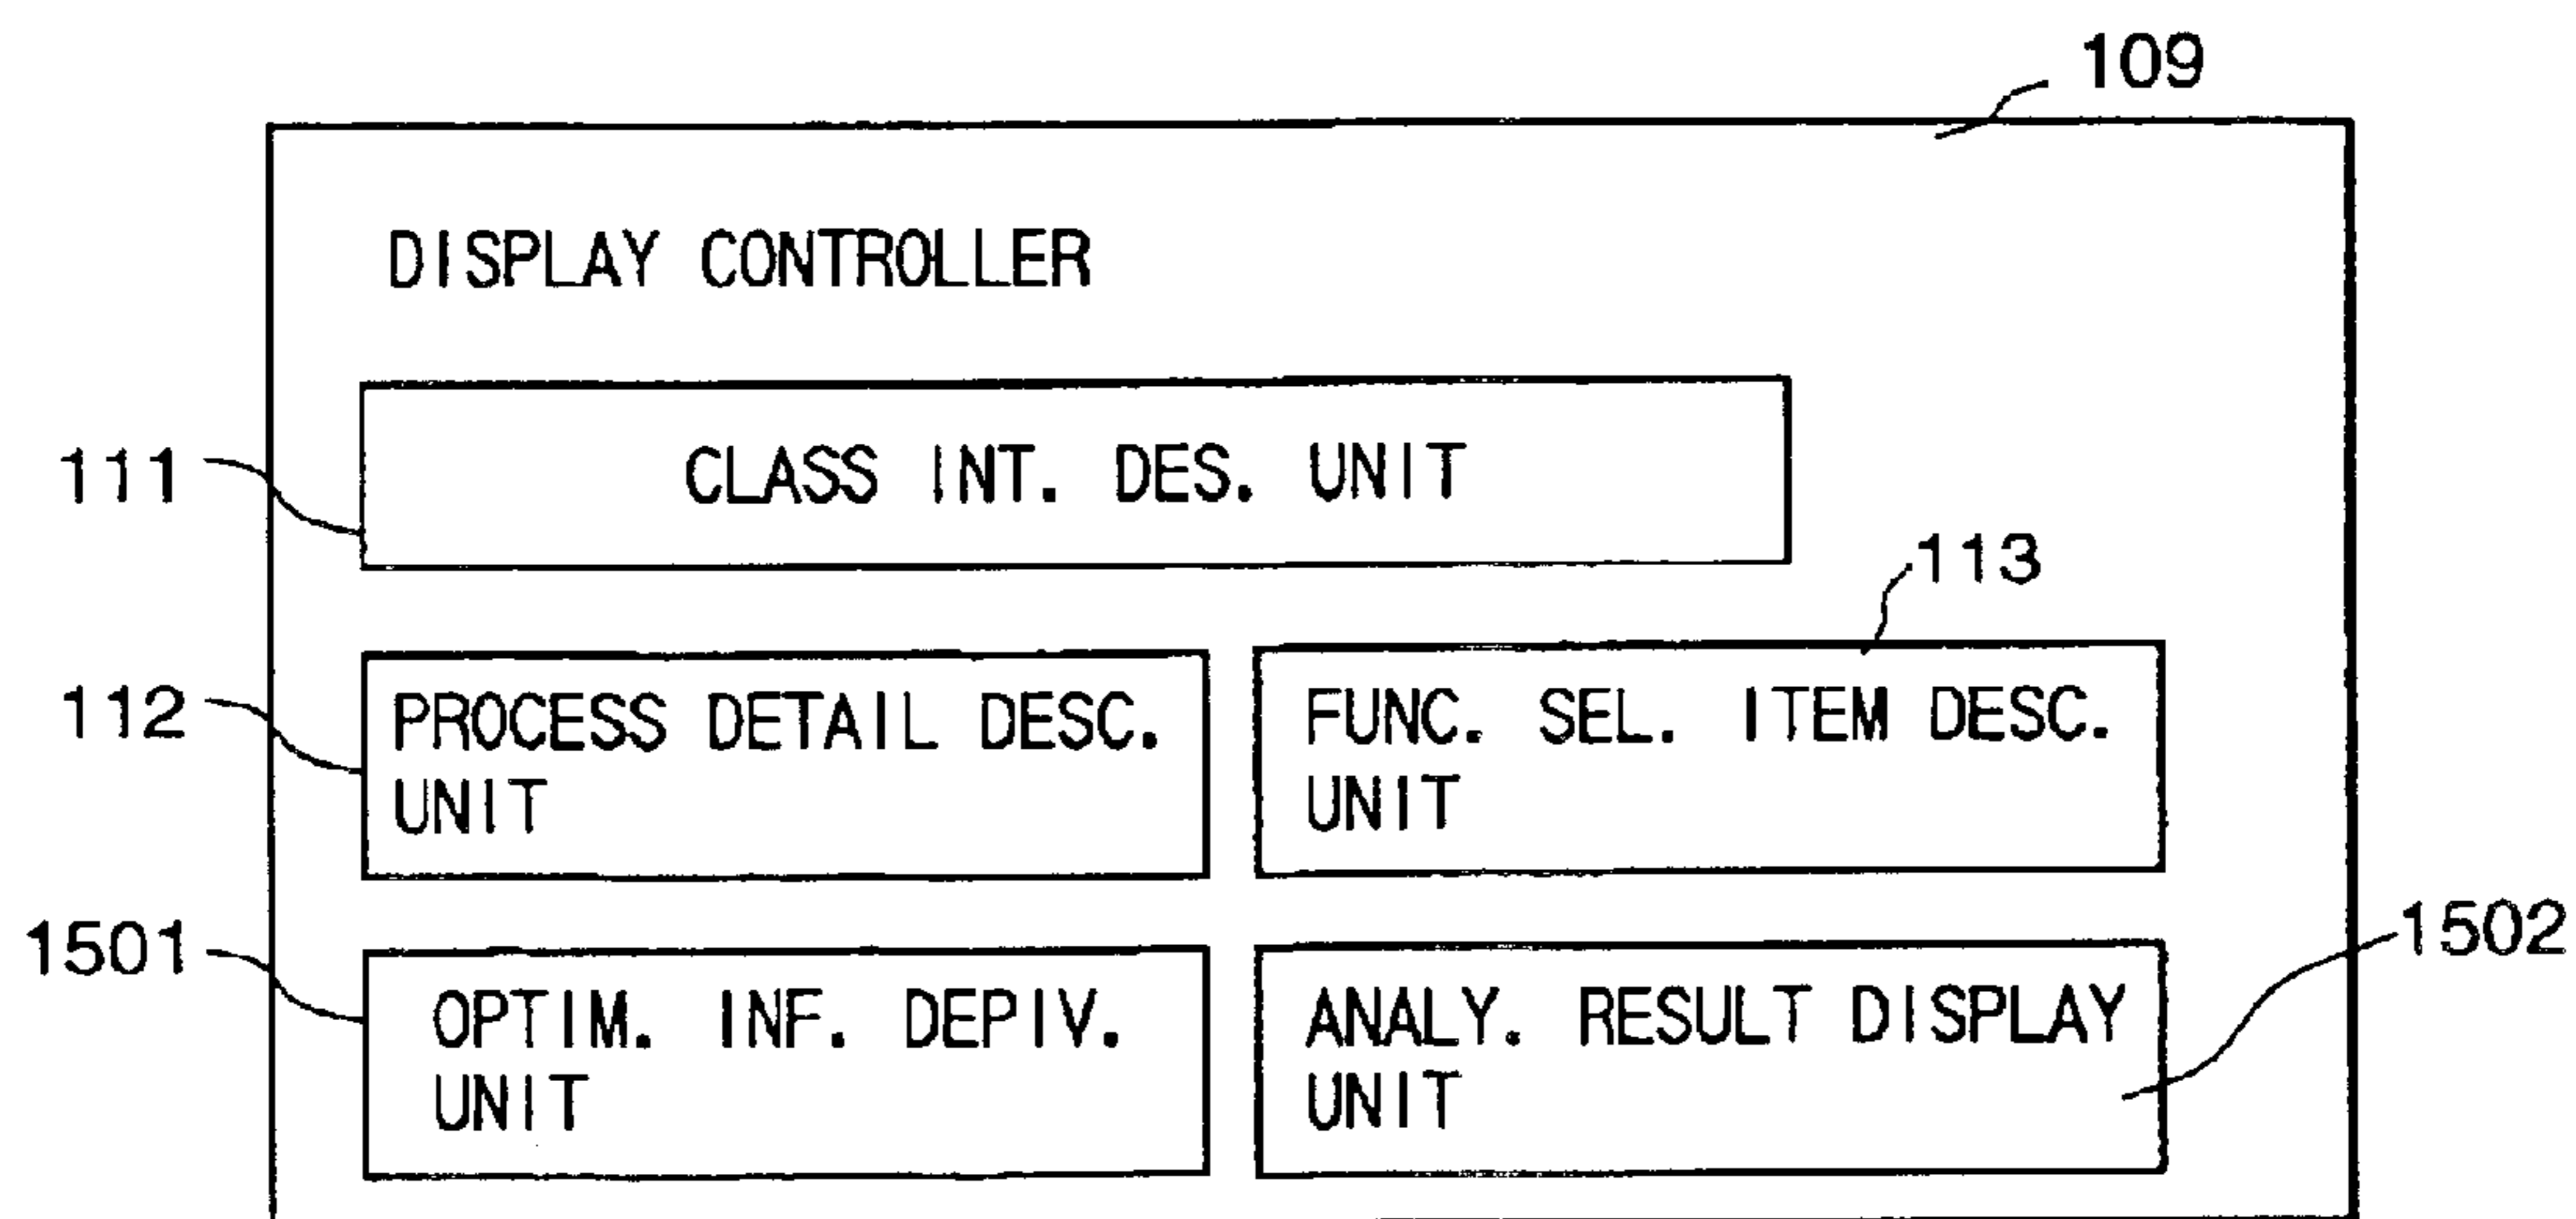 109
DISPLAY CONTROLLER
111
CLASS INT. DES. UNIT
113
112
PROCESS DETAIL DESC.
UNIT
FUNC. SEL. ITEM DESC.
UNIT
1501
1502
OPTIM. INF. DEPIV.
UNIT
ANALY. RESULT DISPLAY
UNIT